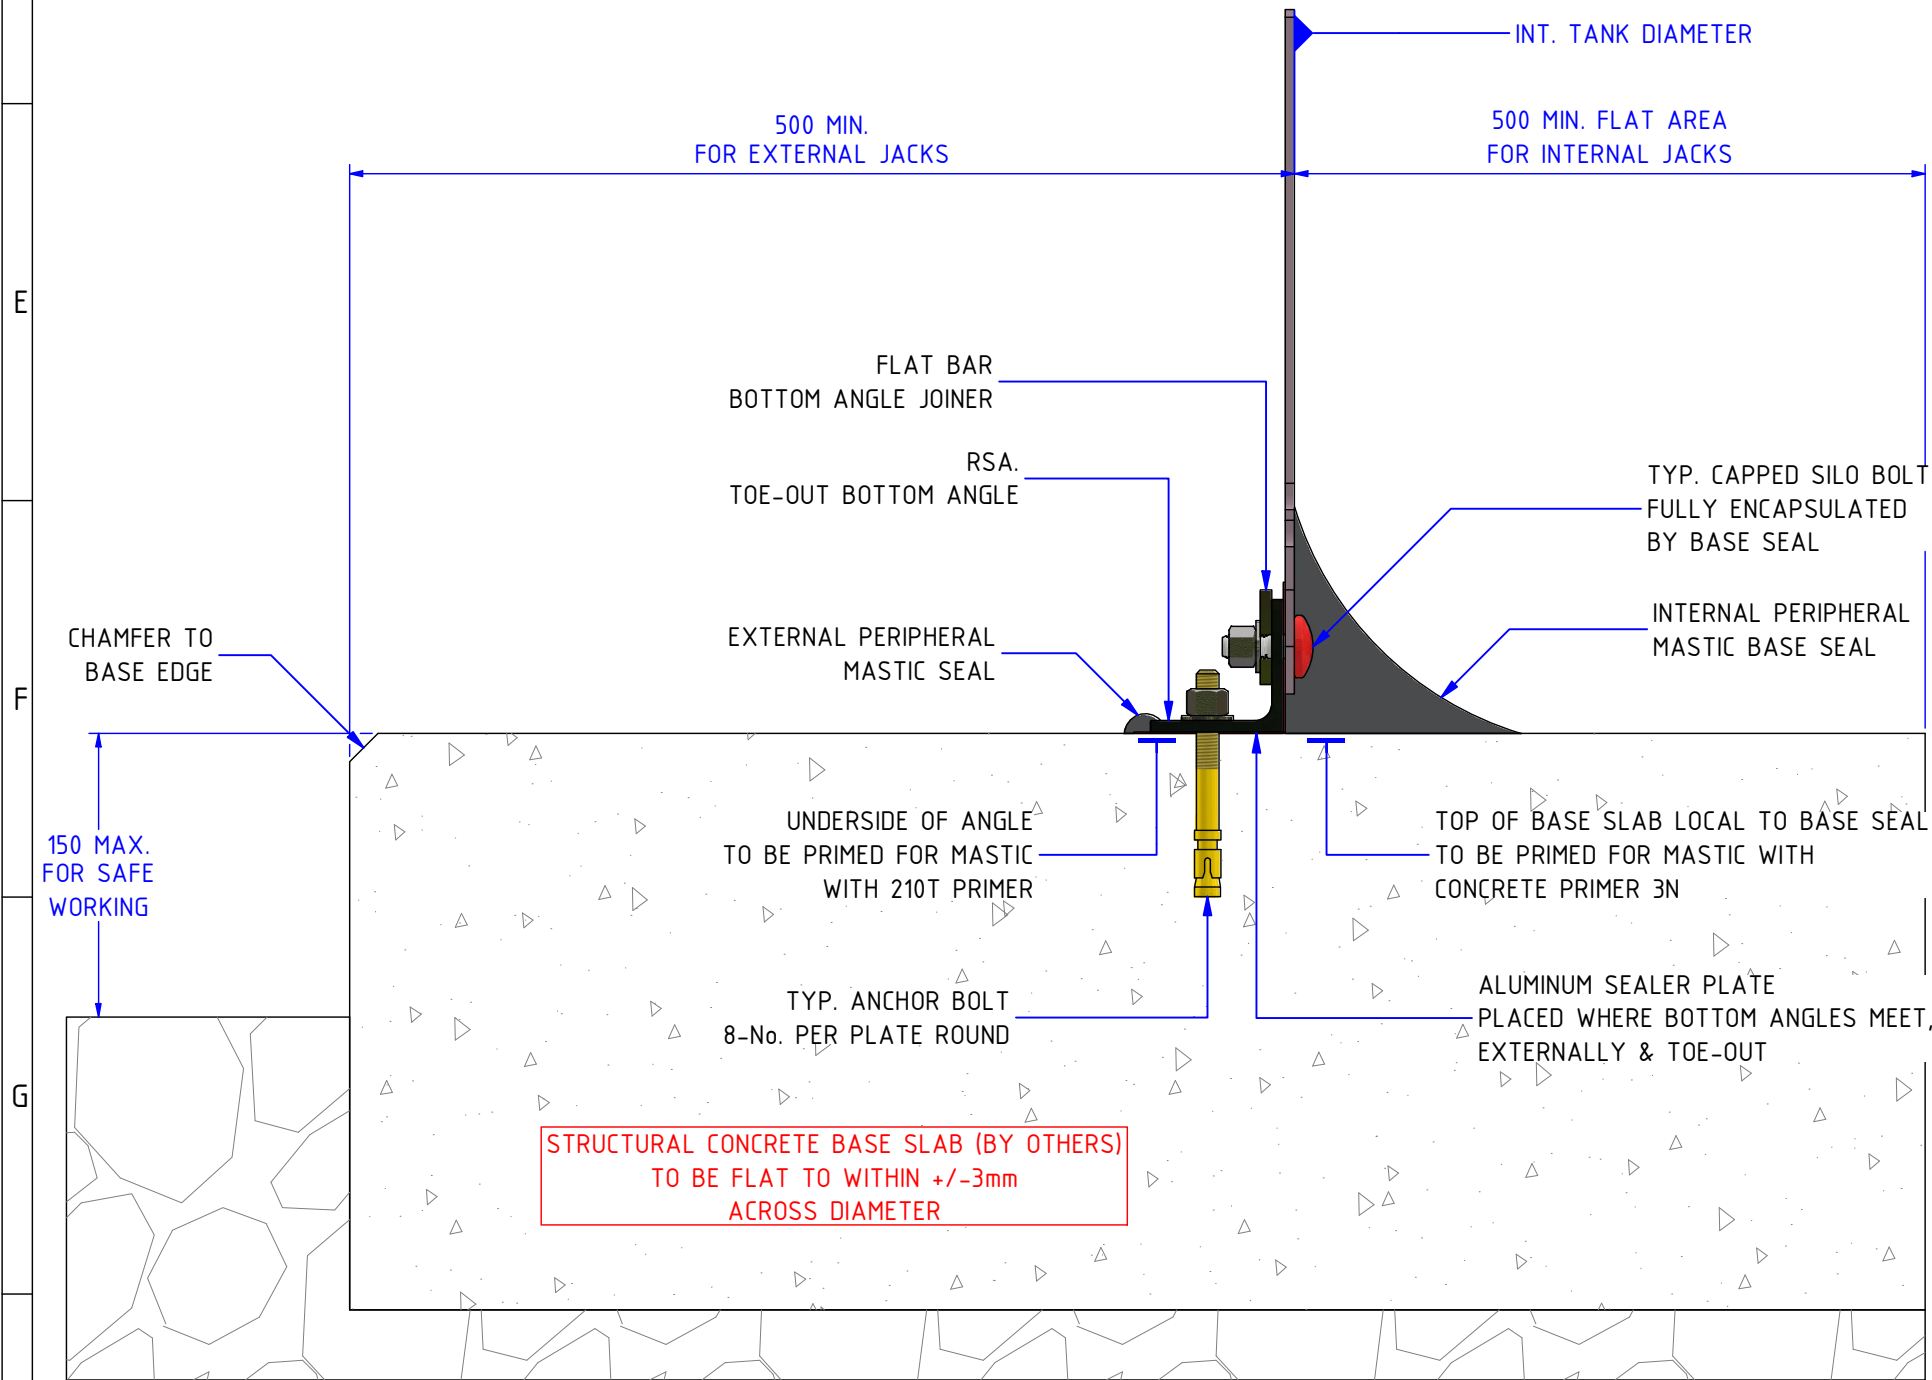 INT. TANK DIAMETER
500 MIN.
FOR EXTERNAL JACKS
500 MIN. FLAT AREA
FOR INTERNAL JACKS
E
FLAT BAR
BOTTOM ANGLE JOINER
RSA.
TOE-OUT BOTTOM ANGLE
TYP. CAPPED SILO BOLT
FULLY ENCAPSULATED
BY BASE SEAL
CHAMFER TO
BASE EDGE
EXTERNAL PERIPHERAL
MASTIC SEAL
INTERNAL PERIPHERAL
MASTIC BASE SEAL
F
150 MAX.
FOR SAFE
WORKING
UNDERSIDE OF ANGLE
TO BE PRIMED FOR MASTIC
WITH 210T PRIMER
TOP OF BASE SLAB LOCAL TO BASE SEAL
TO BE PRIMED FOR MASTIC WITH
CONCRETE PRIMER 3N
TYP. ANCHOR BOLT
8-No. PER PLATE ROUND
ALUMINUM SEALER PLATE
PLACED WHERE BOTTOM ANGLES MEET,
EXTERNALLY & TOE-OUT
G
STRUCTURAL CONCRETE BASE SLAB (BY OTHERS)
TO BE FLAT TO WITHIN +/-3mm
ACROSS DIAMETER